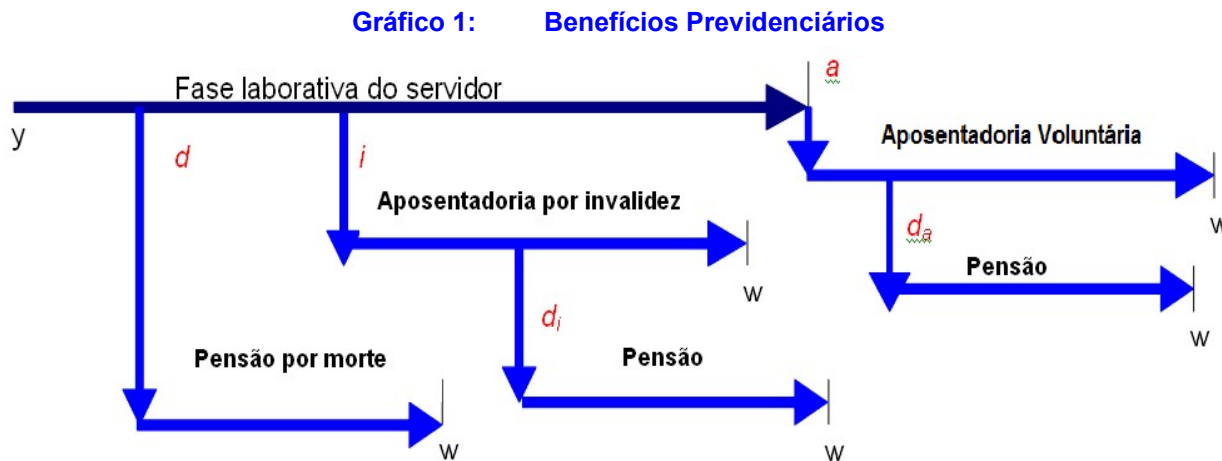 Gráfico 1: Benefícios Previdenciários
a
Fase laborativa do servidor
y
d
i
Aposentadoria Voluntária
Aposentadoria por invalidez
w
da
Pensão
w
w
di
Pensão por morte
Pensão
w
w